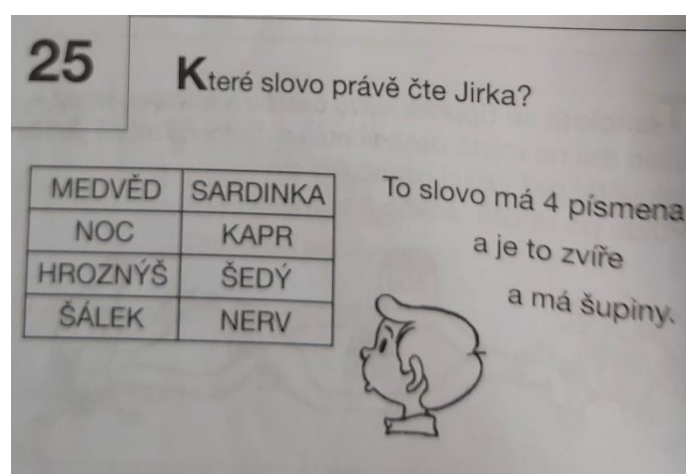 25
Které slovo právě čte Jirka?
MEDVĚD SARDINKA
NOC KAPR
HROZNÝŠ ŠEDÝ
ŠÁLEK NERV
To slovo má 4 písmena
a je to zvíře
a má šupiny.